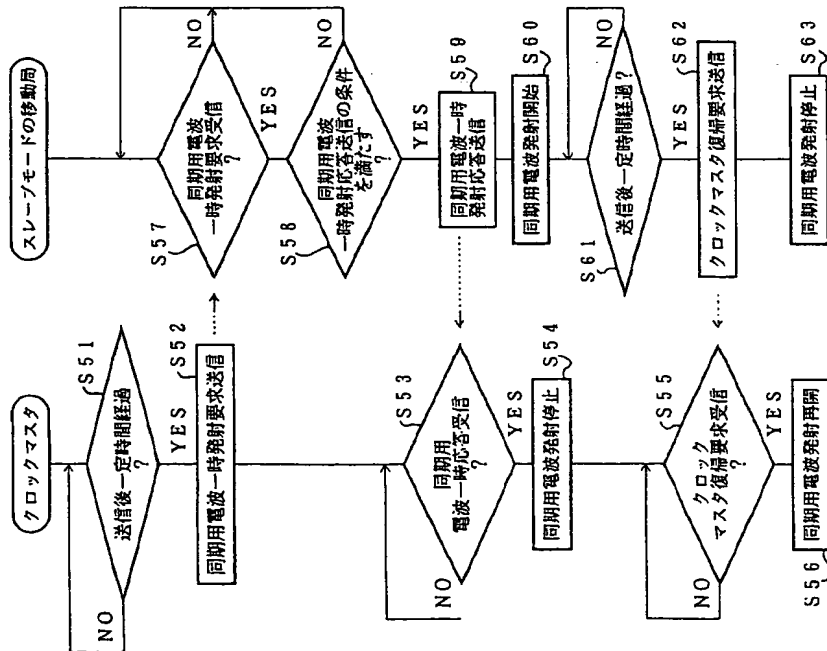 クロックマスタ
S51
送信後一定時間経過
?
NO
YES
S52
同期用電波一時発射要求送信
S53
同期用
電波一時応答受信
?
NO
YES
S54
同期用電波発射停止
S55
クロック
マスタ復帰要求受信
?
NO
YES
S56
同期用電波発射再開
スレーブモードの移動局
S57
同期用電波
一時発射要求受信
?
NO
YES
S58
同期用電波
一時発射応答送信の条件
を満たす
?
NO
YES
S59
同期用電波一時
発射応答送信
S60
同期用電波発射開始
S61
送信後一定時間経過?
NO
YES
S62
クロックマスタ復帰要求送信
S63
同期用電波発射停止